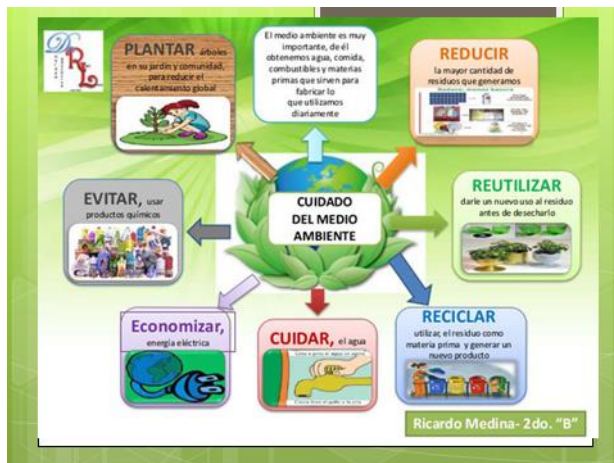 PLANTAR árboles
en su jardín y comunidad,
para reducir el
calentamiento global
El medio ambiente es muy
importante, de él
obtenemos agua, comida,
combustibles y materias
primas que sirven para
fabricar lo
que utilizamos
diariamente
REDUCIR
la mayor cantidad de
residuos que generamos
EVITAR, usar
productos químicos
CUIDADO
DEL MEDIO
AMBIENTE
REUTILIZAR
darle un nuevo uso al residuo
antes de desecharlo
Economizar,
energía eléctrica
CUIDAR, el agua
RECICLAR
utilizar, el residuo como
materia prima y generar un
nuevo producto
Ricardo Medina- 2do. "B"